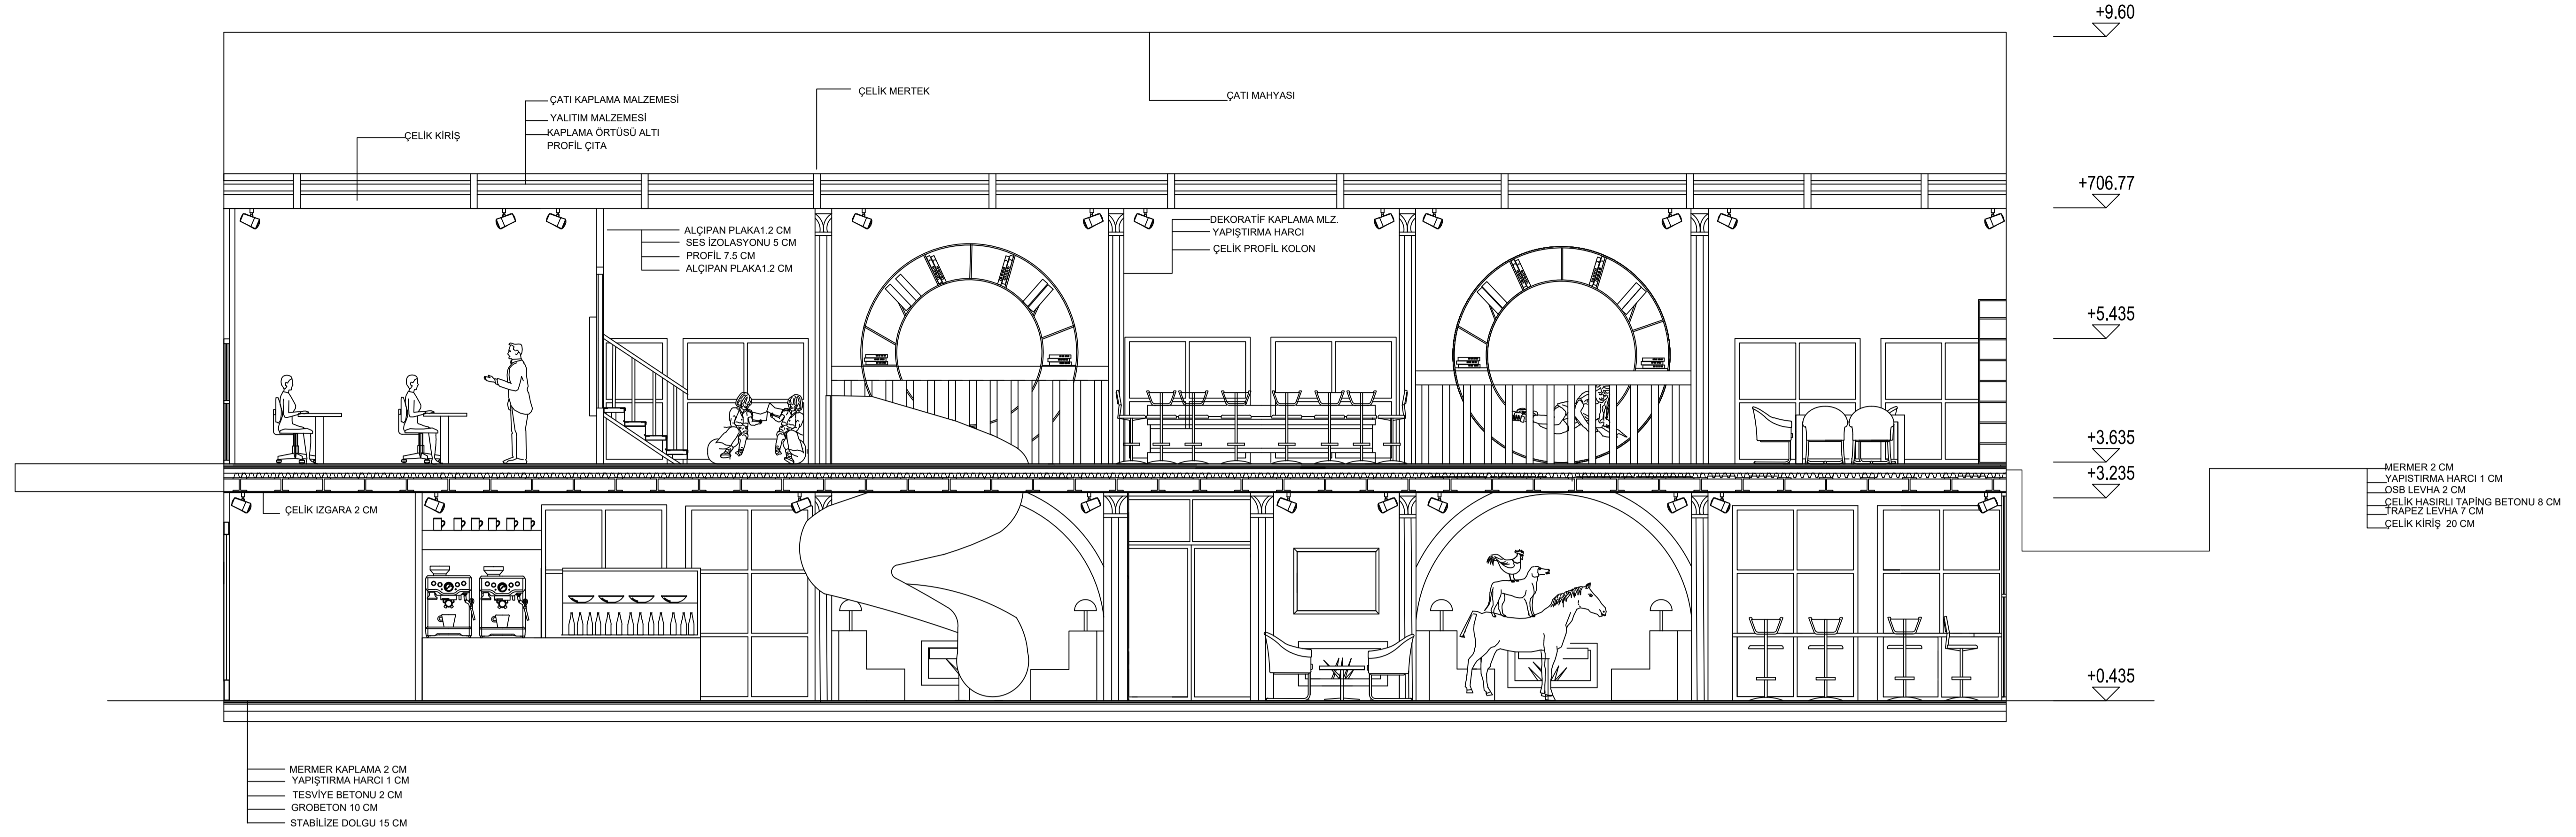 +9.60
ÇATI KAPLAMA MALZEMESİ
YALITIM MALZEMESİ
KAPLAMA ÖRTÜSÜ ALTI
PROFİL ÇITA
ÇELİK KİRİŞ
ÇELİK MERTEK
ÇATI MAHYASI
+706.77
ALÇIPAN PLAKA1.2 CM
SES İZOLASYONU 5 CM
PROFİL 7.5 CM
ALÇIPAN PLAKA1.2 CM
DEKORATİF KAPLAMA MLZ.
YAPIŞTIRMA HARCI
ÇELİK PROFİL KOLON
+5.435
+3.635
+3.235
MERMER 2 CM
YAPISTIRMA HARCI 1 CM
OSB LEVHA 2 CM
ÇELİK HASIRLI TAPİNG BETONU 8 CM
TRAPEZ LEVHA 7 CM
ÇELİK KİRİŞ 20 CM
ÇELİK IZGARA 2 CM
+0.435
MERMER KAPLAMA 2 CM
YAPIŞTIRMA HARCI 1 CM
TESVİYE BETONU 2 CM
GROBETON 10 CM
STABİLİZE DOLGU 15 CM